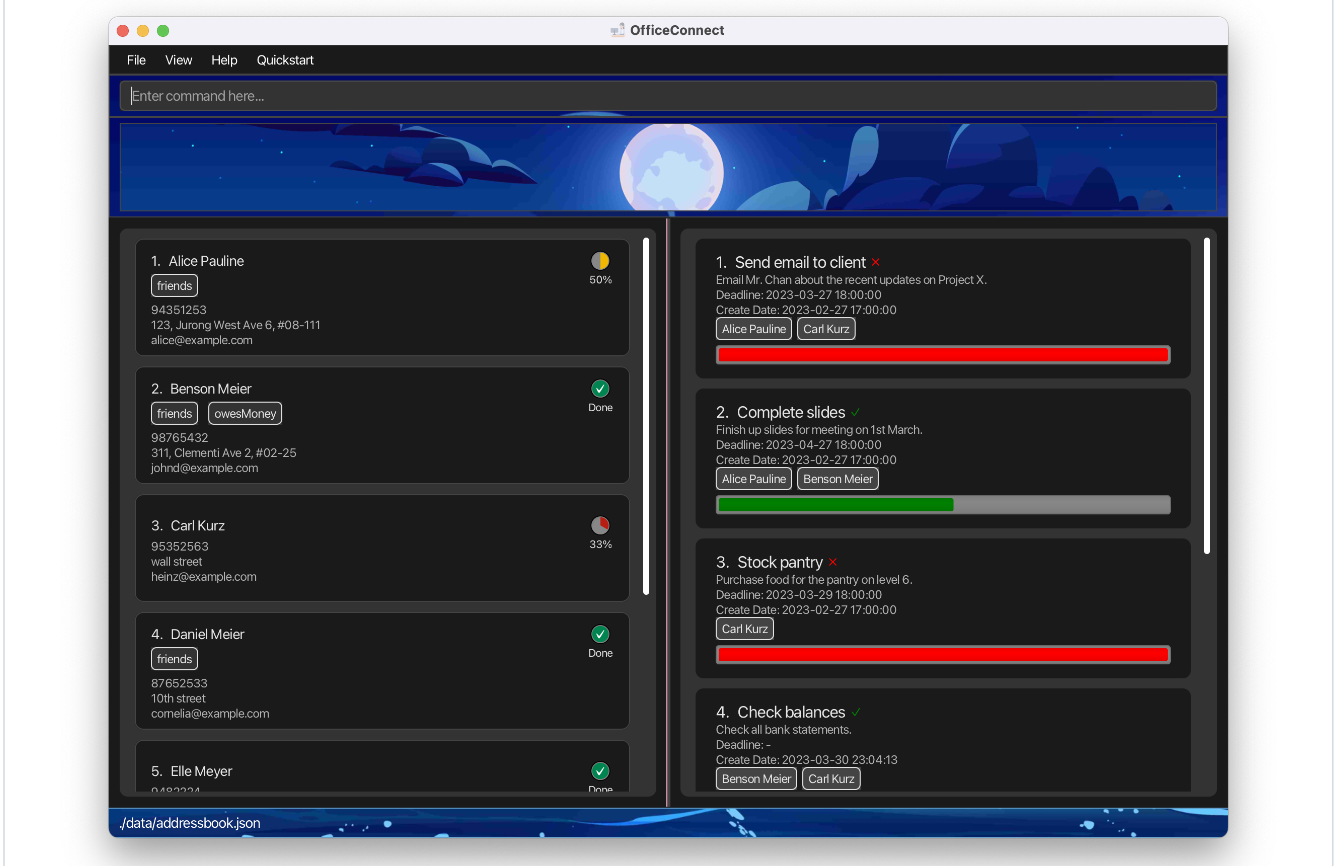 OfficeConnect
File View Help Quickstart
Enter command here...
1. Alice Pauline
friends
94351253
123, Jurong West Ave 6, #08-111
alice@example.com
50%
2. Benson Meier
friends owesMoney
98765432
311, Clementi Ave 2, #02-25
johnd@example.com
Done
3. Carl Kurz
95352563
wall street
heinz@example.com
33%
4. Daniel Meier
friends
87652533
10th street
cornelia@example.com
Done
5. Elle Meyer
9482224
Done
1. Send email to client ✕
Email Mr. Chan about the recent updates on Project X.
Deadline: 2023-03-27 18:00:00
Create Date: 2023-02-27 17:00:00
Alice Pauline Carl Kurz
2. Complete slides ✓
Finish up slides for meeting on 1st March.
Deadline: 2023-04-27 18:00:00
Create Date: 2023-02-27 17:00:00
Alice Pauline Benson Meier
3. Stock pantry ✕
Purchase food for the pantry on level 6.
Deadline: 2023-03-29 18:00:00
Create Date: 2023-02-27 17:00:00
Carl Kurz
4. Check balances ✓
Check all bank statements.
Deadline: -
Create Date: 2023-03-30 23:04:13
Benson Meier Carl Kurz
./data/addressbook.json